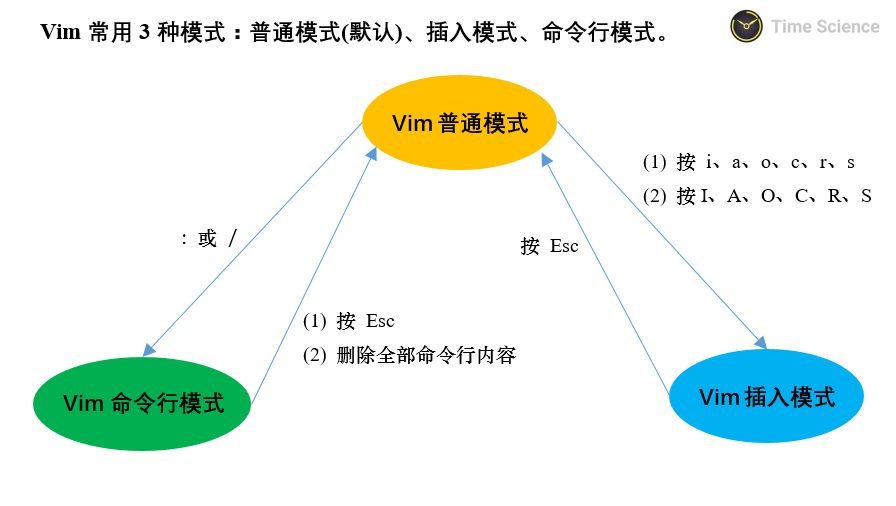 Vim 常用 3 种模式：普通模式(默认)、插入模式、命令行模式。
Time Science
Vim 普通模式
(1) 按 i、a、o、c、r、s
(2) 按 I、A、O、C、R、S
: 或 /
按 Esc
(1) 按 Esc
(2) 删除全部命令行内容
Vim 命令行模式
Vim 插入模式